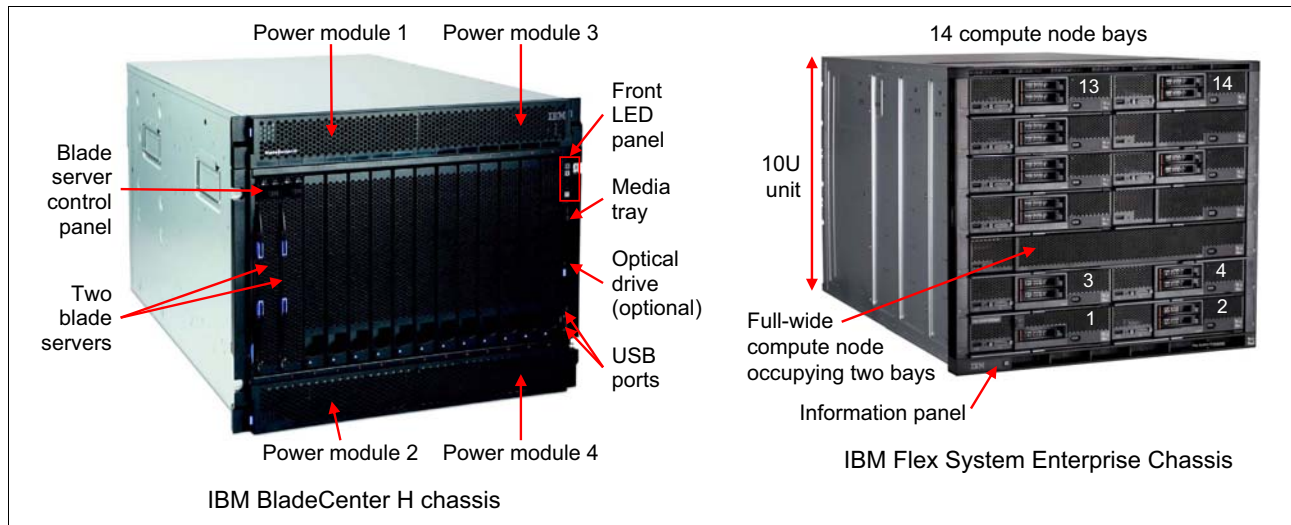 Power module 1
Power module 3
Front
LED
panel
Blade
server
control
panel
Media
tray
Optical
drive
(optional)
Two
blade
servers
USB
ports
Power module 2
Power module 4
IBM BladeCenter H chassis
IBM
14 compute node bays
13
14
10U
unit
3
4
1
2
Full-wide
compute node
occupying two bays
IBM
Information panel
IBM Flex System Enterprise Chassis